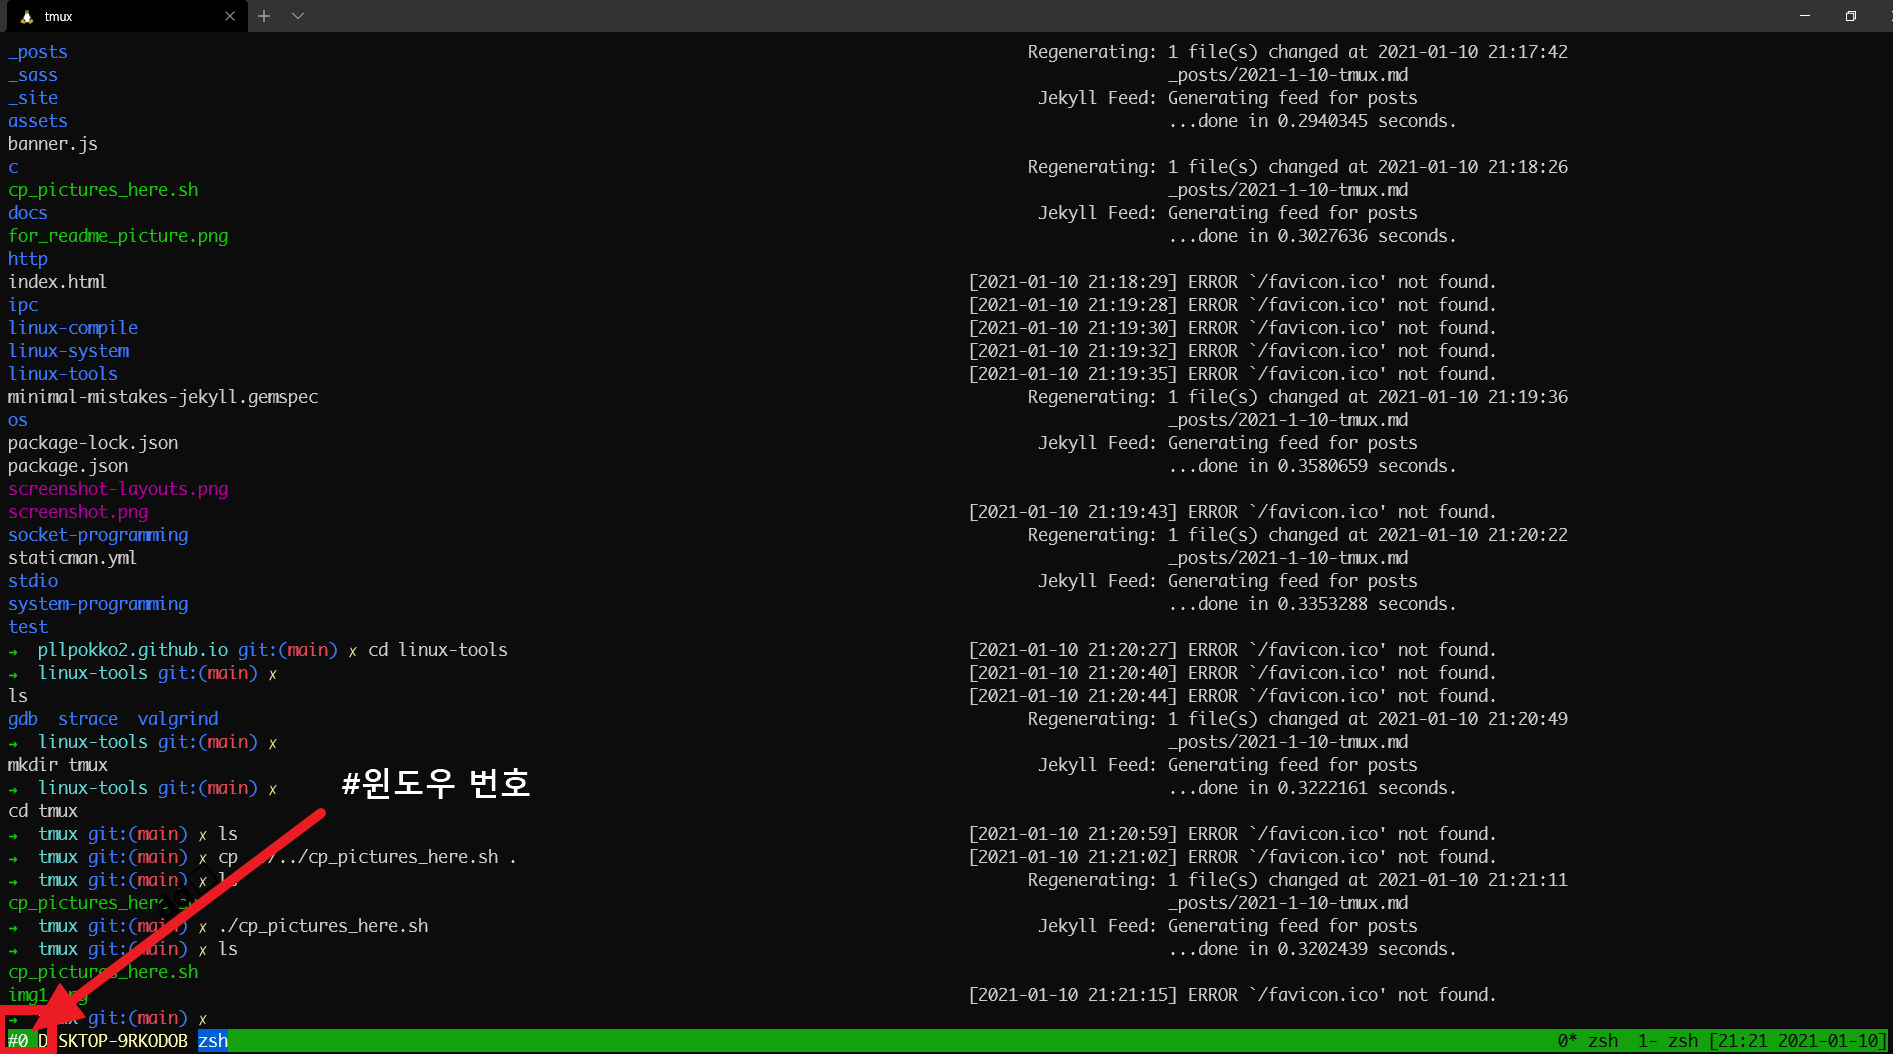 tmux
_posts
_sass
_site
assets
banner.js
c
cp_pictures_here.sh
docs
for_readme_picture.png
http
index.html
ipc
linux-compile
linux-system
linux-tools
minimal-mistakes-jekyll.gemspec
os
package-lock.json
package.json
screenshot-layouts.png
screenshot.png
socket-programming
staticman.yml
stdio
system-programming
test
→ pllpokko2.github.io git:(main) ✗ cd linux-tools
→ linux-tools git:(main) ✗
ls
gdb strace valgrind
→ linux-tools git:(main) ✗
mkdir tmux
→ linux-tools git:(main) ✗
cd tmux
→ tmux git:(main) ✗ ls
→ tmux git:(main) ✗ cp /../cp_pictures_here.sh .
→ tmux git:(main) ✗ ls
cp_pictures_here.sh
→ tmux git:(main) ✗ ./cp_pictures_here.sh
→ tmux git:(main) ✗ ls
cp_pictures_here.sh
img1.png
→ tmux git:(main) ✗
#윈도우 번호
Regenerating: 1 file(s) changed at 2021-01-10 21:17:42
_posts/2021-1-10-tmux.md
Jekyll Feed: Generating feed for posts
...done in 0.2940345 seconds.
Regenerating: 1 file(s) changed at 2021-01-10 21:18:26
_posts/2021-1-10-tmux.md
Jekyll Feed: Generating feed for posts
...done in 0.3027636 seconds.
[2021-01-10 21:18:29] ERROR `/favicon.ico' not found.
[2021-01-10 21:19:28] ERROR `/favicon.ico' not found.
[2021-01-10 21:19:30] ERROR `/favicon.ico' not found.
[2021-01-10 21:19:32] ERROR `/favicon.ico' not found.
[2021-01-10 21:19:35] ERROR `/favicon.ico' not found.
Regenerating: 1 file(s) changed at 2021-01-10 21:19:36
_posts/2021-1-10-tmux.md
Jekyll Feed: Generating feed for posts
...done in 0.3580659 seconds.
[2021-01-10 21:19:43] ERROR `/favicon.ico' not found.
Regenerating: 1 file(s) changed at 2021-01-10 21:20:22
_posts/2021-1-10-tmux.md
Jekyll Feed: Generating feed for posts
...done in 0.3353288 seconds.
[2021-01-10 21:20:27] ERROR `/favicon.ico' not found.
[2021-01-10 21:20:40] ERROR `/favicon.ico' not found.
[2021-01-10 21:20:44] ERROR `/favicon.ico' not found.
Regenerating: 1 file(s) changed at 2021-01-10 21:20:49
_posts/2021-1-10-tmux.md
Jekyll Feed: Generating feed for posts
...done in 0.3222161 seconds.
[2021-01-10 21:20:59] ERROR `/favicon.ico' not found.
[2021-01-10 21:21:02] ERROR `/favicon.ico' not found.
Regenerating: 1 file(s) changed at 2021-01-10 21:21:11
_posts/2021-1-10-tmux.md
Jekyll Feed: Generating feed for posts
...done in 0.3202439 seconds.
[2021-01-10 21:21:15] ERROR `/favicon.ico' not found.
#0 DESKTOP-9RKODOB zsh 0* zsh 1- zsh [21:21 2021-01-10]